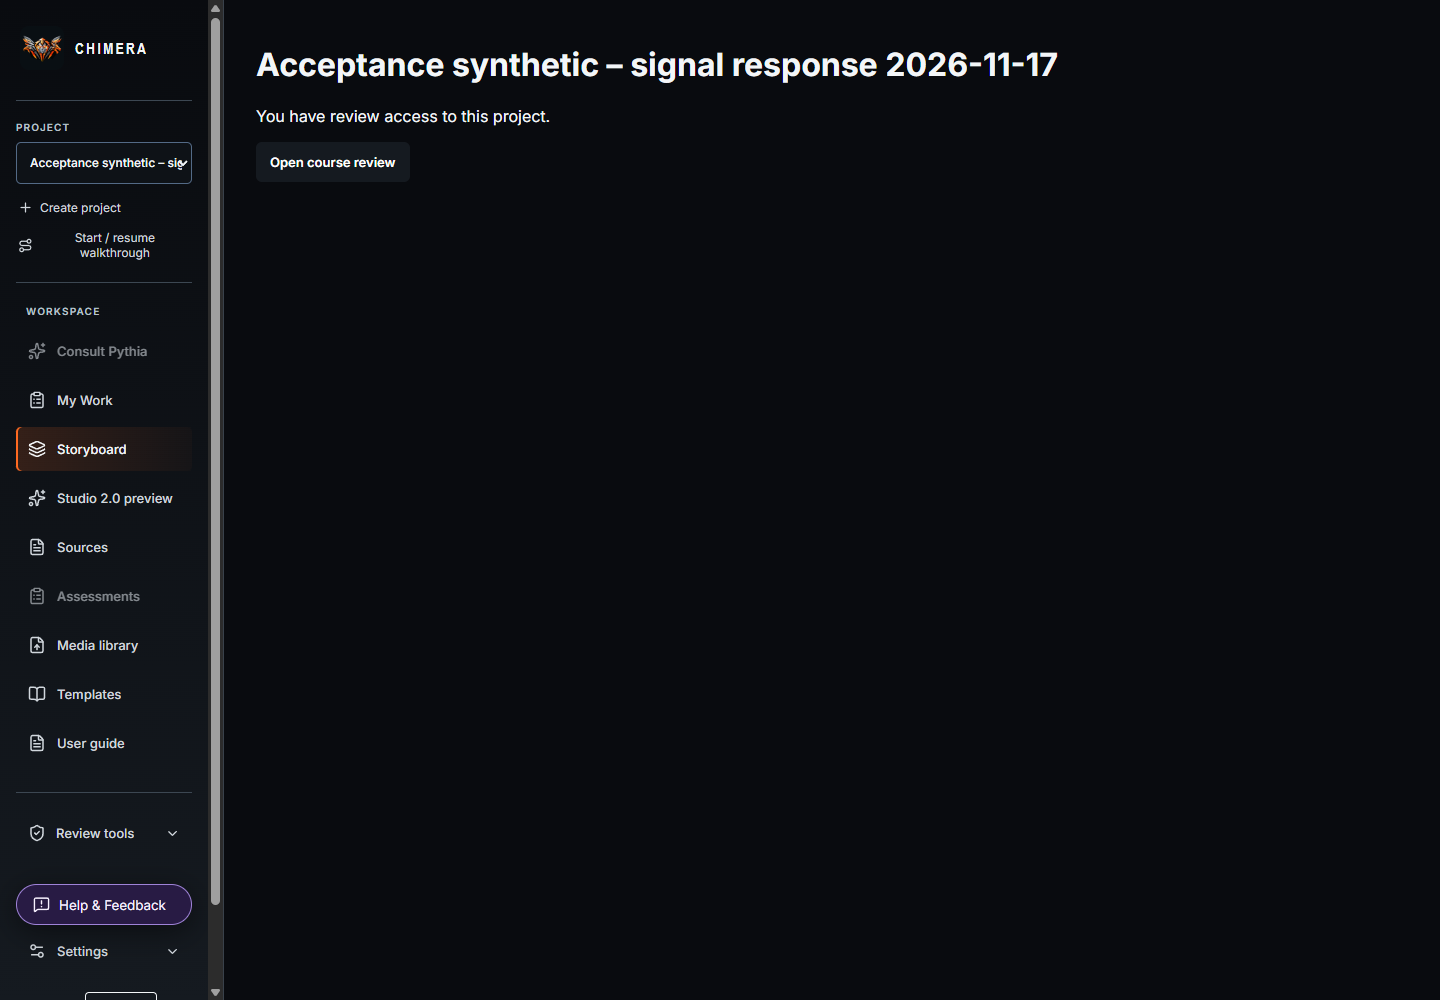 CHIMERA
PROJECT
Acceptance synthetic – sig
Create project
Start / resume
walkthrough
WORKSPACE
Consult Pythia
My Work
Storyboard
Studio 2.0 preview
Sources
Assessments
Media library
Templates
User guide
Review tools
Help & Feedback
Settings
Acceptance synthetic – signal response 2026-11-17
You have review access to this project.
Open course review